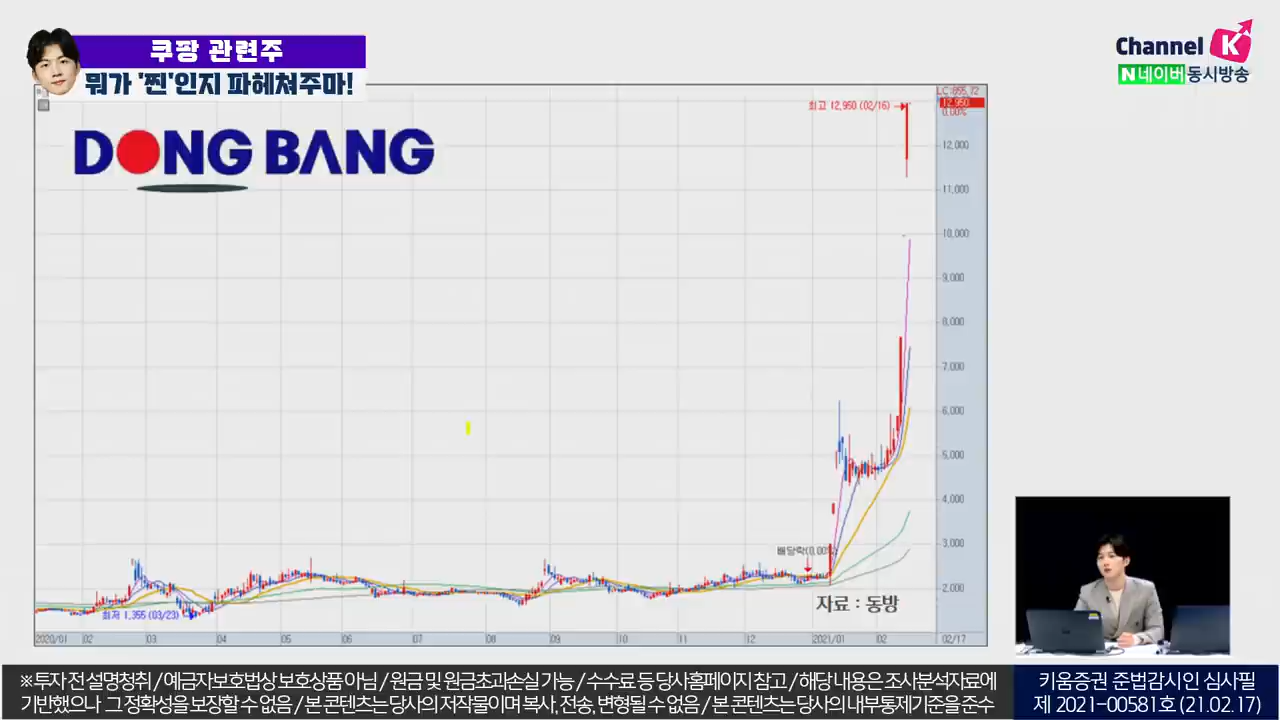 쿠팡 관련주
뭐가 '찐'인지 파헤쳐주마!
Channel K
N 네이버 동시방송
DONG BANG
최고 12,950 (02/16)
LC:855.72
12,950
0.00%
12,000
11,000
10,000
9,000
8,000
7,000
6,000
5,000
4,000
3,000
2,000
배당락(0.00%)
최저 1,355 (03/23)
자료 : 동방
2020/01 02 03 04 05 06 07 08 09 10 11 12 2021/01 02 02/17
※투자 전 설명청취 / 예금자보호법상 보호상품 아님 / 원금 및 원금초과손실 가능 / 수수료 등 당사홈페이지 참고 / 해당 내용은 조사분석자료에
기반했으나 그 정확성을 보장할 수 없음 / 본 콘텐츠는 당사의 저작물이며 복사, 전송, 변형될 수 없음 / 본 콘텐츠는 당사의 내부통제기준을 준수
키움증권 준법감시인 심사필
제 2021-00581호 (21.02.17)